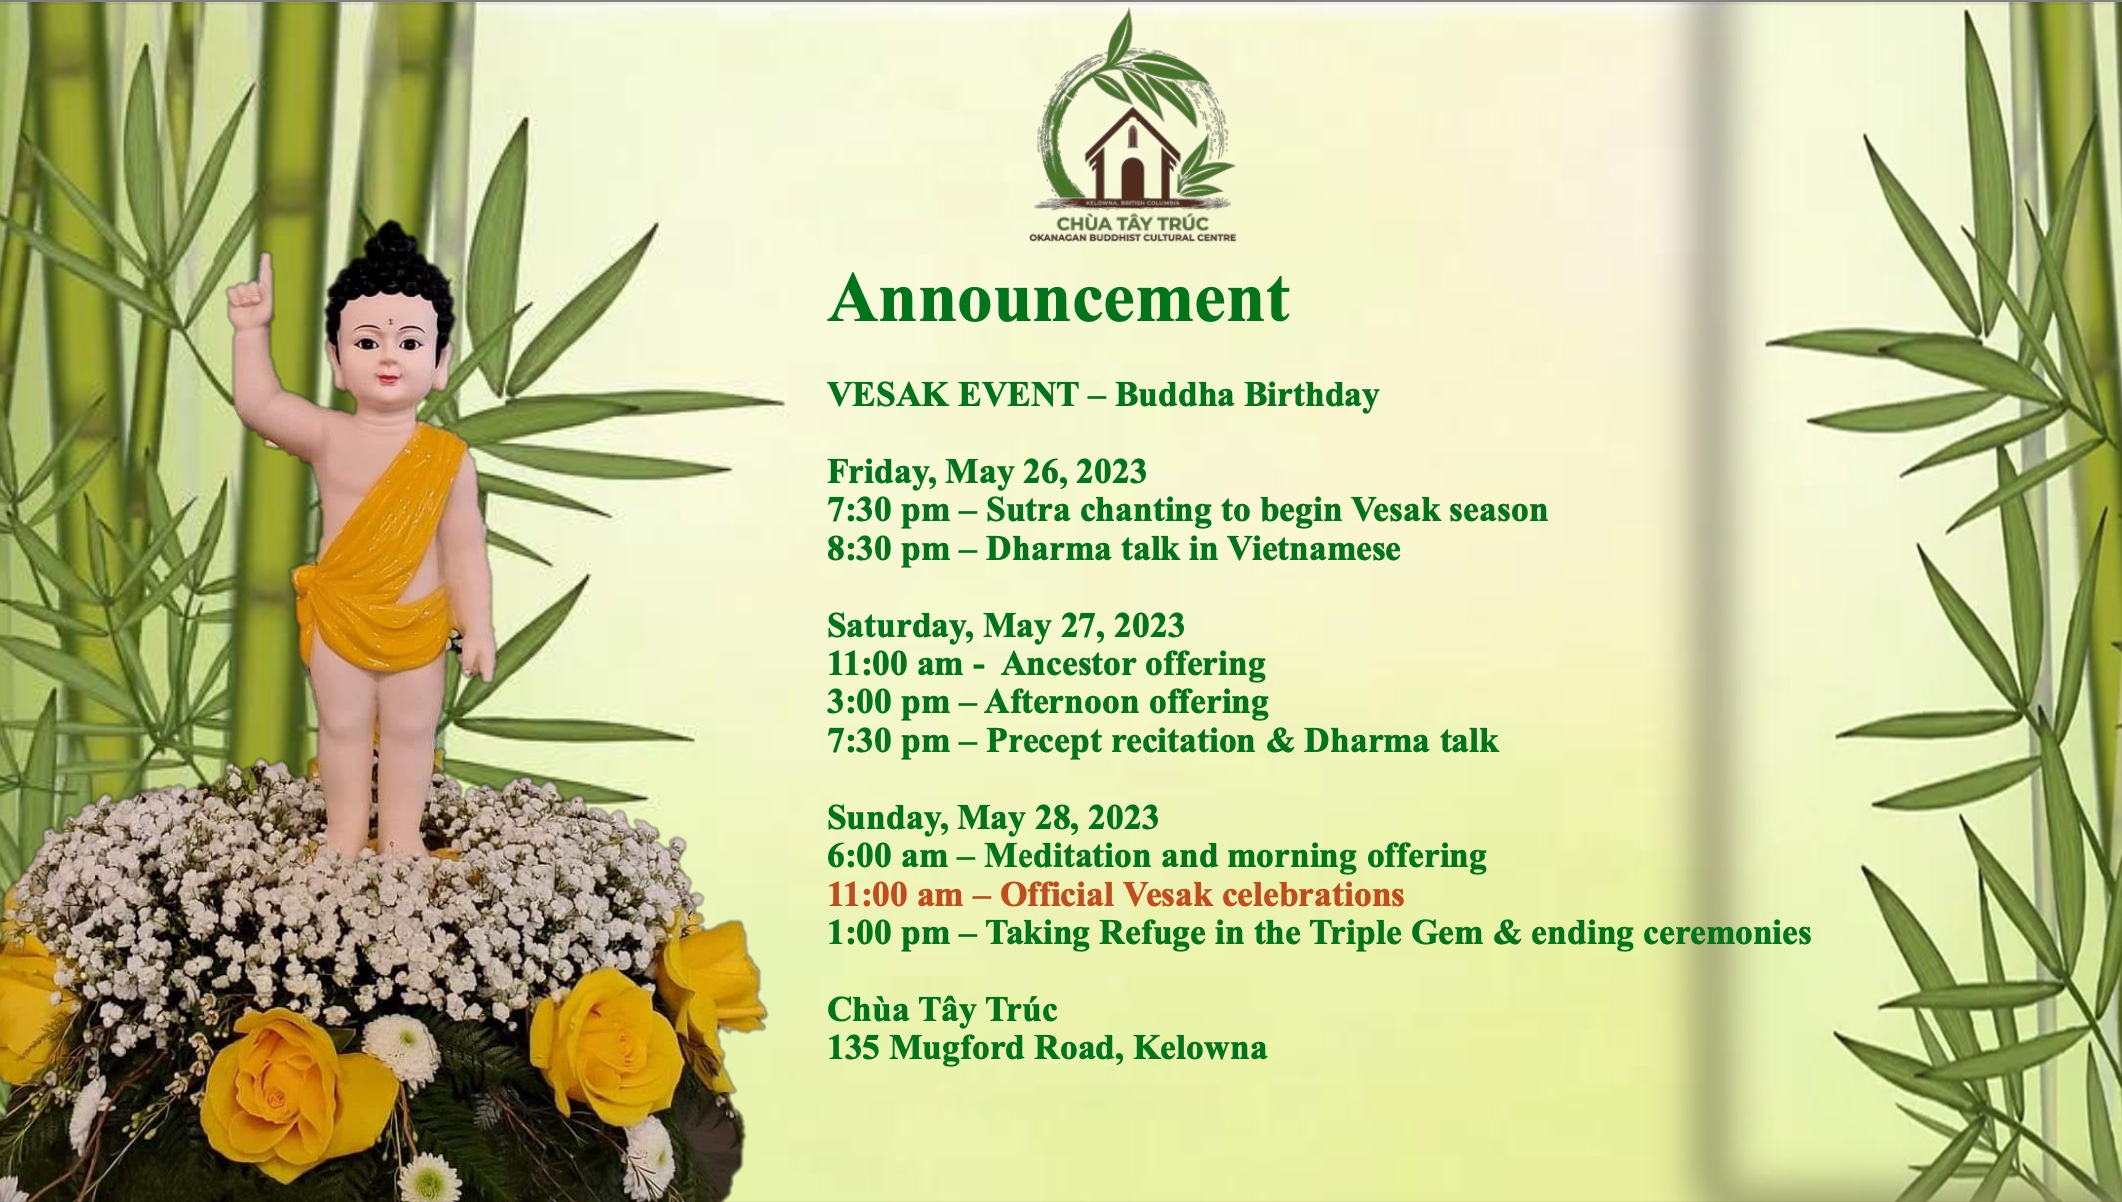 KELOWNA, BRITISH COLUMBIA
CHÙA TÂY TRÚC
OKANAGAN BUDDHIST CULTURAL CENTRE
Announcement
VESAK EVENT – Buddha Birthday
Friday, May 26, 2023
7:30 pm – Sutra chanting to begin Vesak season
8:30 pm – Dharma talk in Vietnamese
Saturday, May 27, 2023
11:00 am -  Ancestor offering
3:00 pm – Afternoon offering
7:30 pm – Precept recitation & Dharma talk
Sunday, May 28, 2023
6:00 am – Meditation and morning offering
11:00 am – Official Vesak celebrations
1:00 pm – Taking Refuge in the Triple Gem & ending ceremonies
Chùa Tây Trúc
135 Mugford Road, Kelowna